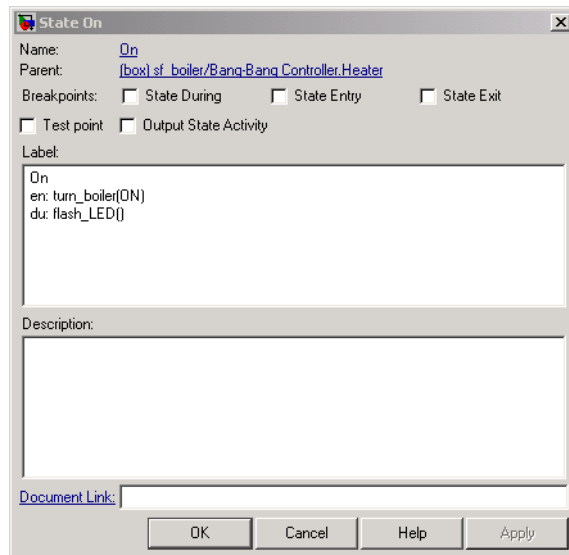 State On
Name: On
Parent: (box) sf_boiler/Bang-Bang Controller.Heater
Breakpoints: State During State Entry State Exit
Test point Output State Activity
Label:
On
en: turn_boiler(ON)
du: flash_LED()
Description:
Document Link:
OK Cancel Help Apply